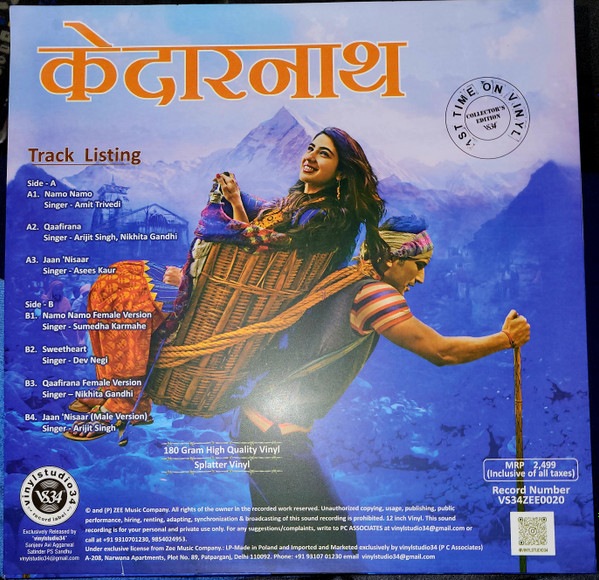 केदारनाथ
1ST TIME ON VINYL
COLLECTOR'S
EDITION
VS34
Track Listing
Side - A
A1. Namo Namo
Singer - Amit Trivedi
A2. Qaafirana
Singer - Arijit Singh, Nikhita Gandhi
A3. Jaan 'Nisaar
Singer - Asees Kaur
Side - B
B1. Namo Namo Female Version
Singer - Sumedha Karmahe
B2. Sweetheart
Singer - Dev Negi
B3. Qaafirana Female Version
Singer – Nikhita Gandhi
B4. Jaan 'Nisaar (Male Version)
Singer - Arijit Singh
180 Gram High Quality Vinyl
Splatter Vinyl
MRP 2,499
(Inclusive of all taxes)
Record Number
VS34ZEE0020
vinylstudio34
VS34
record label
Exclusively Released by
"vinylstudio34"
Sanjeev Avi Aggarwal
Satinder PS Sandhu
vinylstudio34@gmail.com
© and (P) ZEE Music Company. All rights of the owner in the recorded work reserved. Unauthorized copying, usage, publishing, public
performance, hiring, renting, adapting, synchronization & broadcasting of this sound recording is prohibited. 12 inch Vinyl. This sound
recording is for your personal and private use only. For any suggestions/complaints, write to PC ASSOCIATES at vinylstudio34@gmail.com or
call at +91 9310701230, 9854024953.
Under exclusive license from Zee Music Company.: LP-Made in Poland and Imported and Marketed exclusively by vinylstudio34 (P C Associates)
A-208, Narwana Apartments, Plot No. 89, Patparganj, Delhi.110092. Phone: +91 93107 01230 email vinylstudio34@gmail.com
@VINYLSTUDIO34